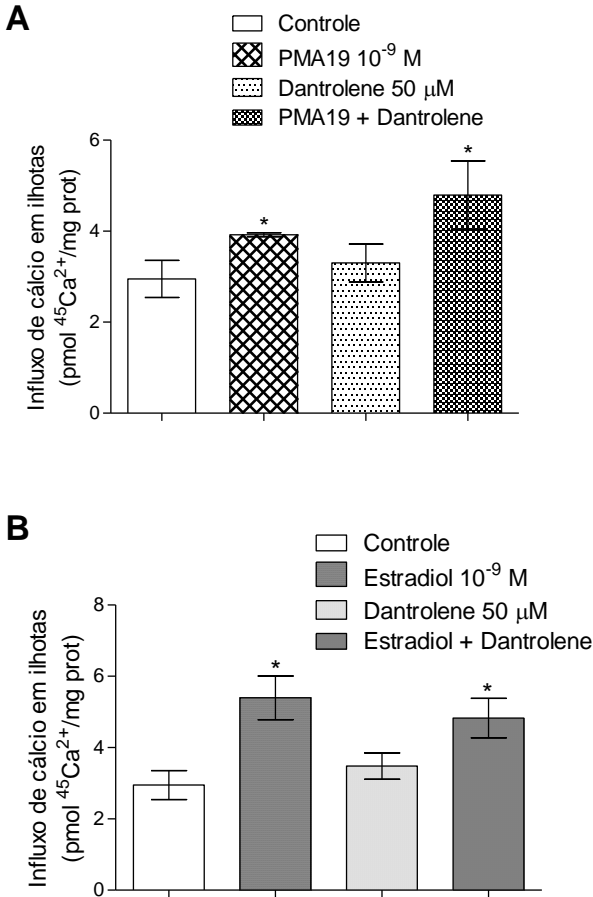 A
Controle
PMA19 10⁻⁹ M
Dantrolene 50 µM
PMA19 + Dantrolene
Influxo de cálcio em ilhotas
(pmol ⁴⁵Ca²⁺/mg prot)
6
4
2
0
*
*
B
Controle
Estradiol 10⁻⁹ M
Dantrolene 50 µM
Estradiol + Dantrolene
Influxo de cálcio em ilhotas
(pmol ⁴⁵Ca²⁺/mg prot)
8
6
4
2
0
*
*